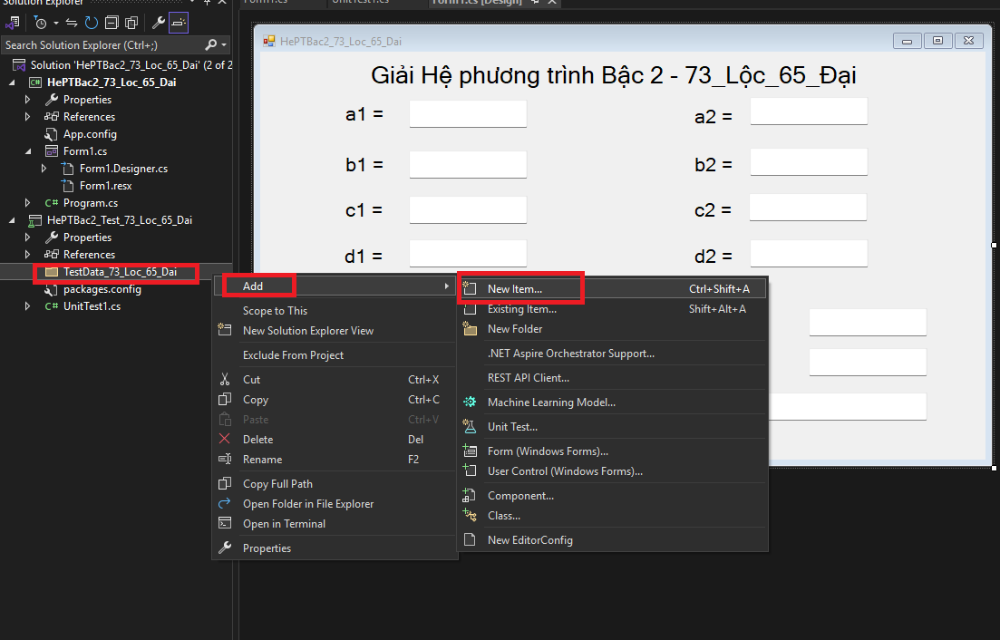 Solution Explorer
Form1.cs
UnitTest1.cs
Form1.cs [Design]
Search Solution Explorer (Ctrl+;)
Solution 'HePTBac2_73_Loc_65_Dai' (2 of 2
HePTBac2_73_Loc_65_Dai
Properties
References
App.config
Form1.cs
Form1.Designer.cs
Form1.resx
C# Program.cs
HePTBac2_Test_73_Loc_65_Dai
Properties
References
TestData_73_Loc_65_Dai
packages.config
C# UnitTest1.cs
HePTBac2_73_Loc_65_Dai
Giải Hệ phương trình Bậc 2 - 73_Lộc_65_Đại
a1 =
a2 =
b1 =
b2 =
c1 =
c2 =
d1 =
d2 =
Add
Scope to This
New Solution Explorer View
Exclude From Project
Cut Ctrl+X
Copy Ctrl+C
Paste Ctrl+V
Delete Del
Rename F2
Copy Full Path
Open Folder in File Explorer
Open in Terminal
Properties
New Item... Ctrl+Shift+A
Existing Item... Shift+Alt+A
New Folder
.NET Aspire Orchestrator Support...
REST API Client...
Machine Learning Model...
Unit Test...
Form (Windows Forms)...
User Control (Windows Forms)...
Component...
Class...
New EditorConfig